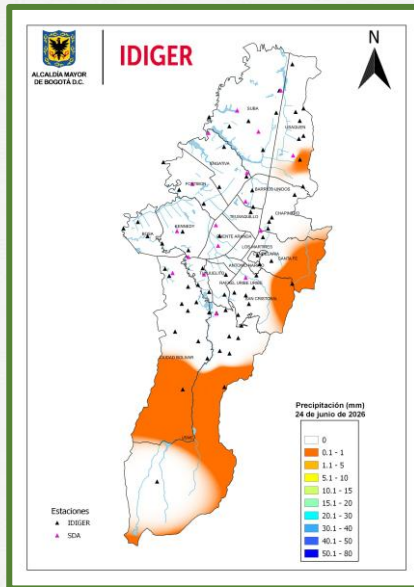 ALCALDÍA MAYOR
DE BOGOTÁ D.C.
IDIGER
N
SUBA
USAQUEN
ENGATIVA
FONTIBON
BARRIOS UNIDOS
TEUSAQUILLO
CHAPINERO
KENNEDY
BOSA
PUENTE ARANDA
LOS MARTIRES
CANDELARIA
SANTA FE
ANTONIO NARIÑO
TUNJUELITO
RAFAEL URIBE URIBE
SAN CRISTOBAL
CIUDAD BOLIVAR
Precipitación (mm)
24 de junio de 2026
0
0.1 - 1
1.1 - 5
5.1 - 10
10.1 - 15
15.1 - 20
20.1 - 30
30.1 - 40
40.1 - 50
50.1 - 80
Estaciones
IDIGER
SDA